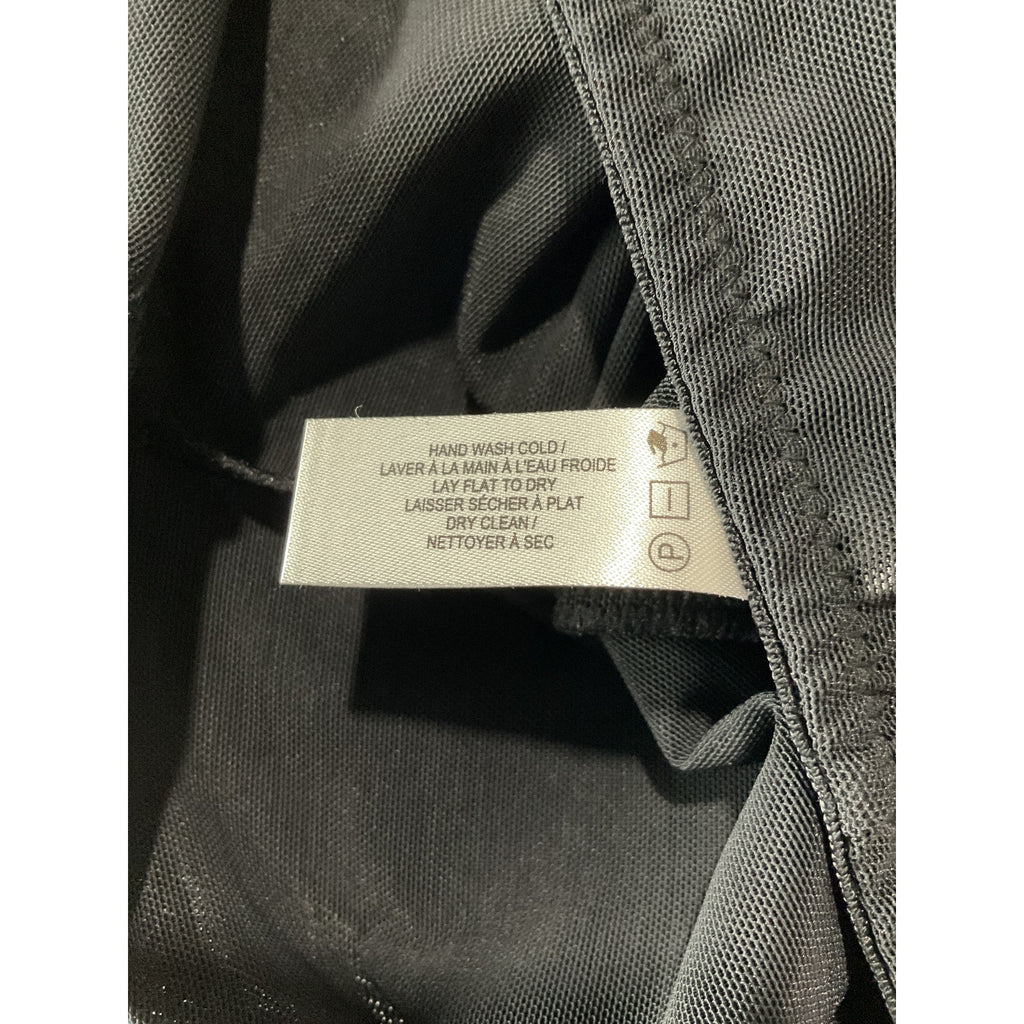 HAND WASH COLD /
LAVER À LA MAIN À L'EAU FROIDE
LAY FLAT TO DRY
LAISSER SÉCHER À PLAT
DRY CLEAN /
NETTOYER À SEC
P